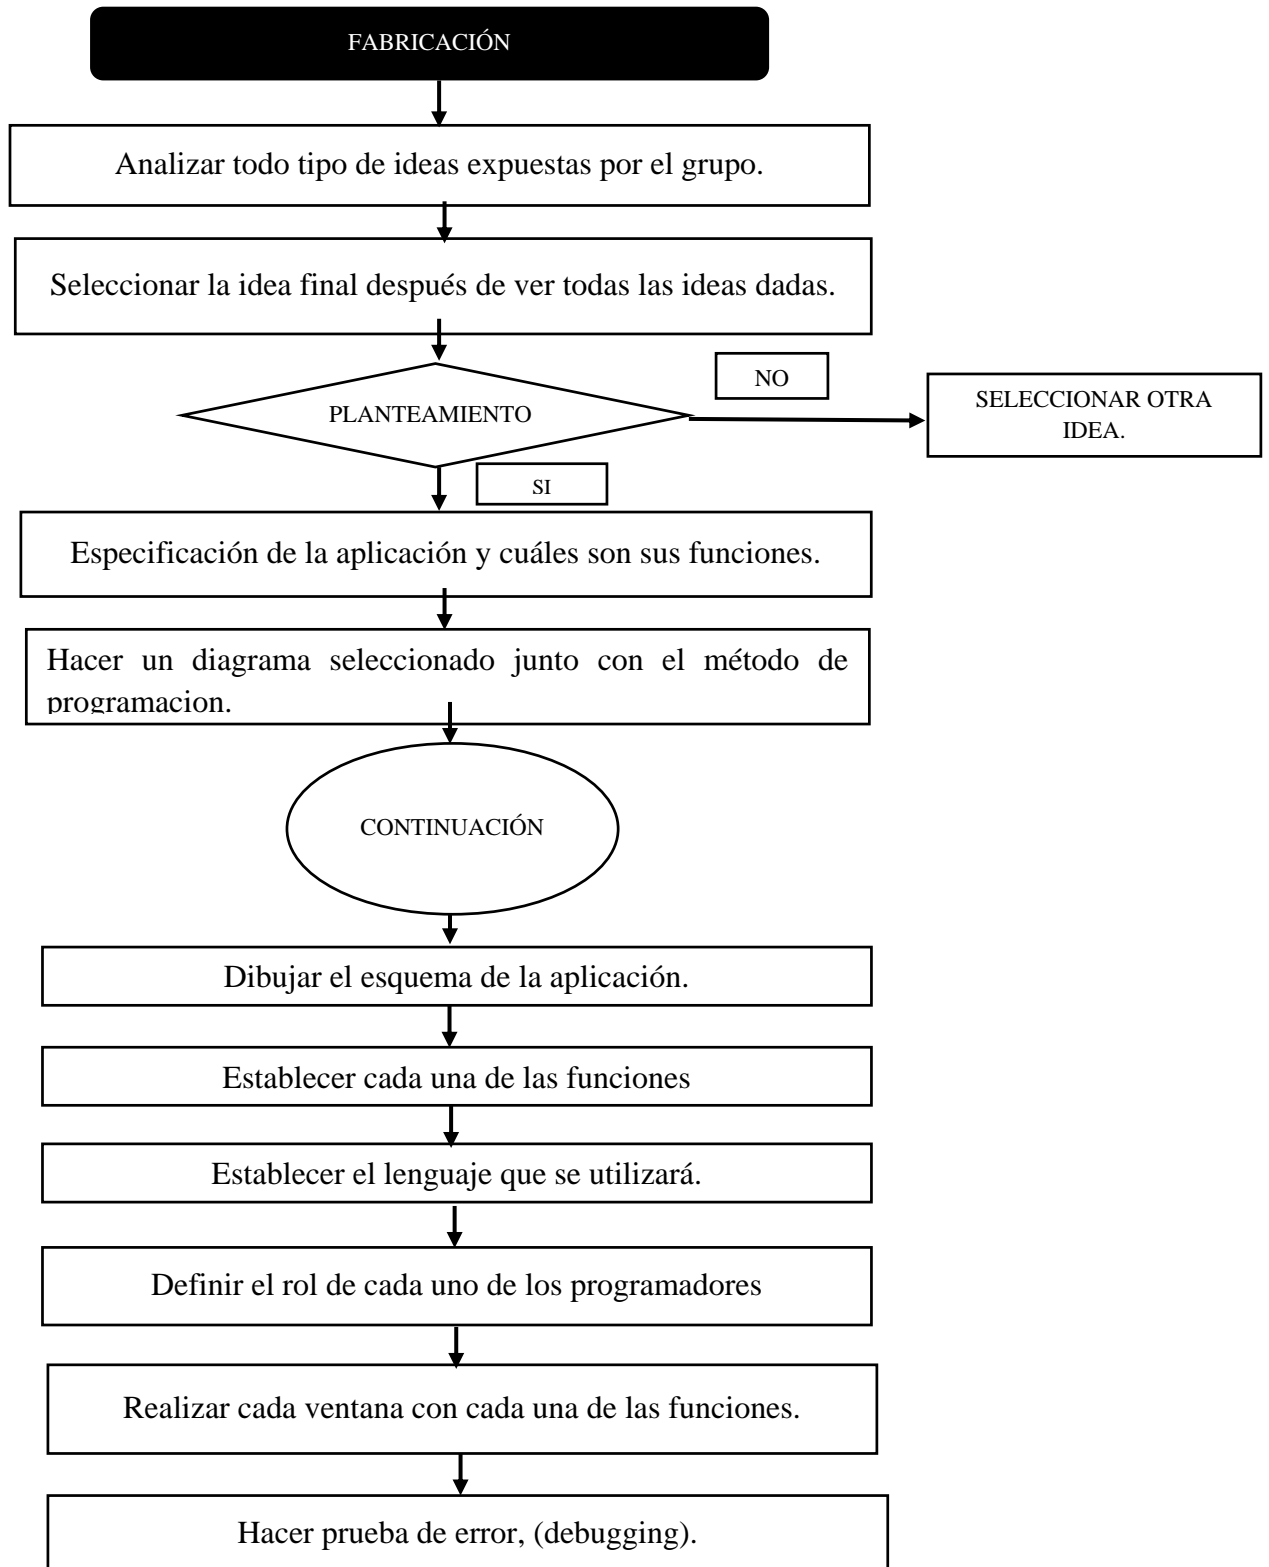 FABRICACIÓN
Analizar todo tipo de ideas expuestas por el grupo.
Seleccionar la idea final después de ver todas las ideas dadas.
NO
PLANTEAMIENTO
SELECCIONAR OTRA
IDEA.
SI
Especificación de la aplicación y cuáles son sus funciones.
Hacer un diagrama seleccionado junto con el método de
programacion.
CONTINUACIÓN
Dibujar el esquema de la aplicación.
Establecer cada una de las funciones
Establecer el lenguaje que se utilizará.
Definir el rol de cada uno de los programadores
Realizar cada ventana con cada una de las funciones.
Hacer prueba de error, (debugging).